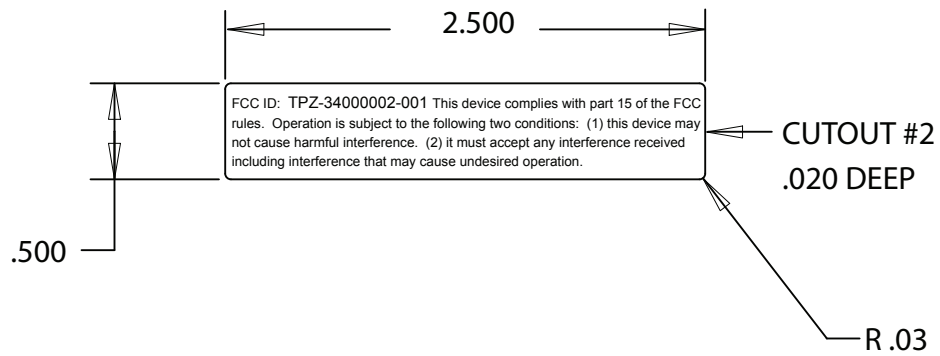 2.500
FCC ID: TPZ-34000002-001 This device complies with part 15 of the FCC
rules. Operation is subject to the following two conditions: (1) this device may
not cause harmful interference. (2) it must accept any interference received
including interference that may cause undesired operation.
CUTOUT #2
.020 DEEP
.500
R .03